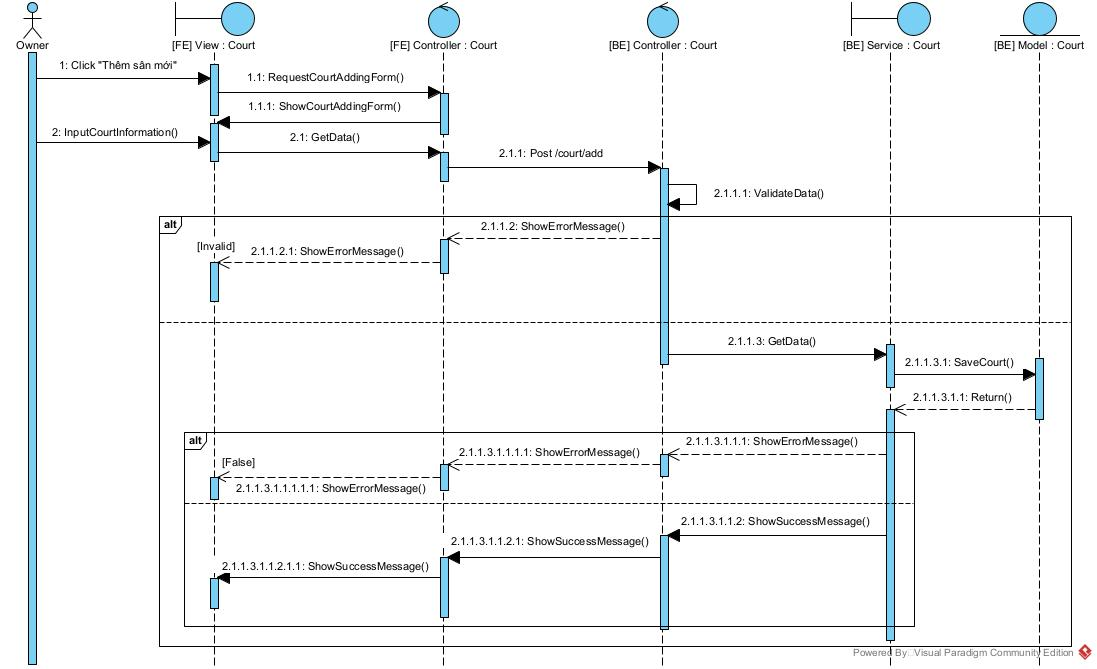 Owner
[FE] View : Court
[FE] Controller : Court
[BE] Controller : Court
[BE] Service : Court
[BE] Model : Court
1: Click "Thêm sân mới"
1.1: RequestCourtAddingForm()
1.1.1: ShowCourtAddingForm()
2: InputCourtInformation()
2.1: GetData()
2.1.1: Post /court/add
2.1.1.1: ValidateData()
alt
2.1.1.2: ShowErrorMessage()
[Invalid]
2.1.1.2.1: ShowErrorMessage()
2.1.1.3: GetData()
2.1.1.3.1: SaveCourt()
2.1.1.3.1.1: Return()
alt
2.1.1.3.1.1.1: ShowErrorMessage()
2.1.1.3.1.1.1.1: ShowErrorMessage()
[False]
2.1.1.3.1.1.1.1.1: ShowErrorMessage()
2.1.1.3.1.1.2: ShowSuccessMessage()
2.1.1.3.1.1.2.1: ShowSuccessMessage()
2.1.1.3.1.1.2.1.1: ShowSuccessMessage()
Powered By: Visual Paradigm Community Edition